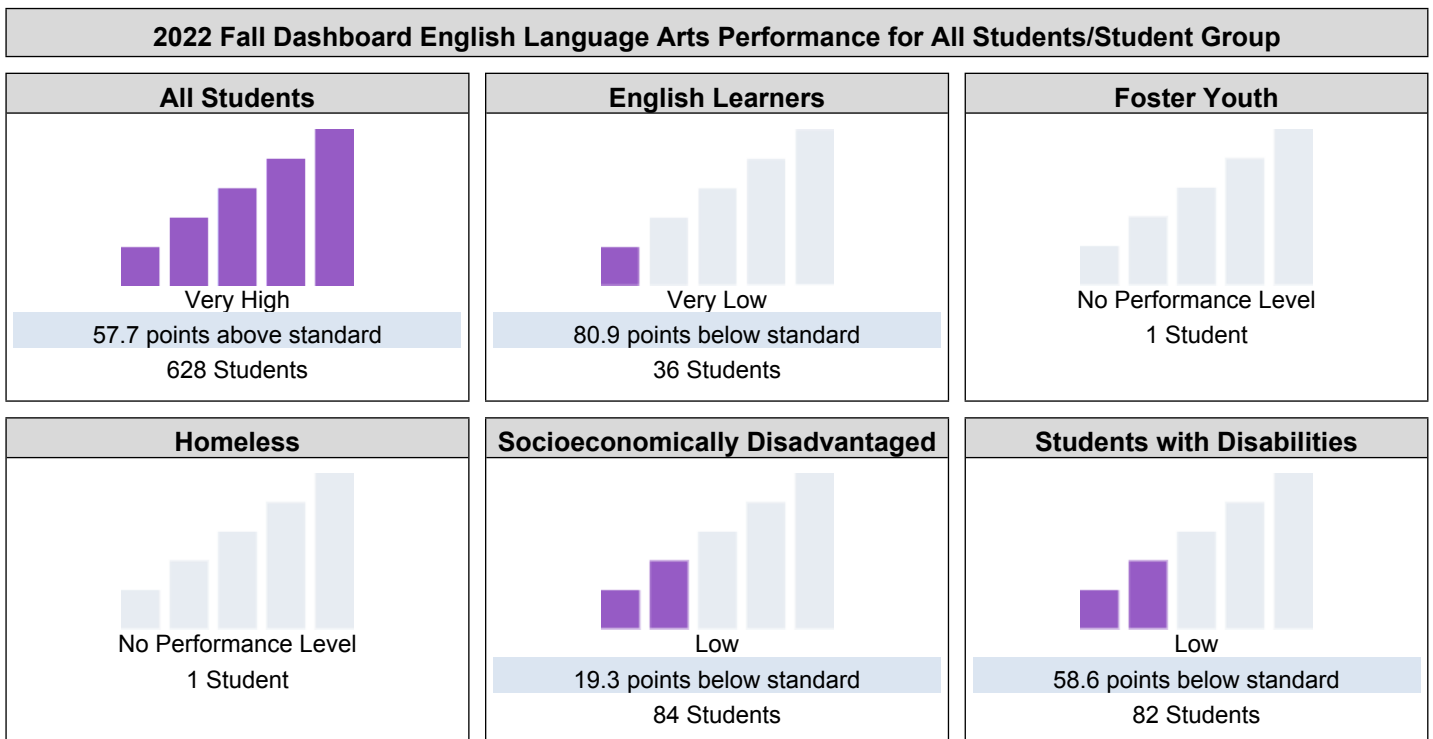 2022 Fall Dashboard English Language Arts Performance for All Students/Student Group
All Students
Very High
57.7 points above standard
628 Students
English Learners
Very Low
80.9 points below standard
36 Students
Foster Youth
No Performance Level
1 Student
Homeless
No Performance Level
1 Student
Socioeconomically Disadvantaged
Low
19.3 points below standard
84 Students
Students with Disabilities
Low
58.6 points below standard
82 Students